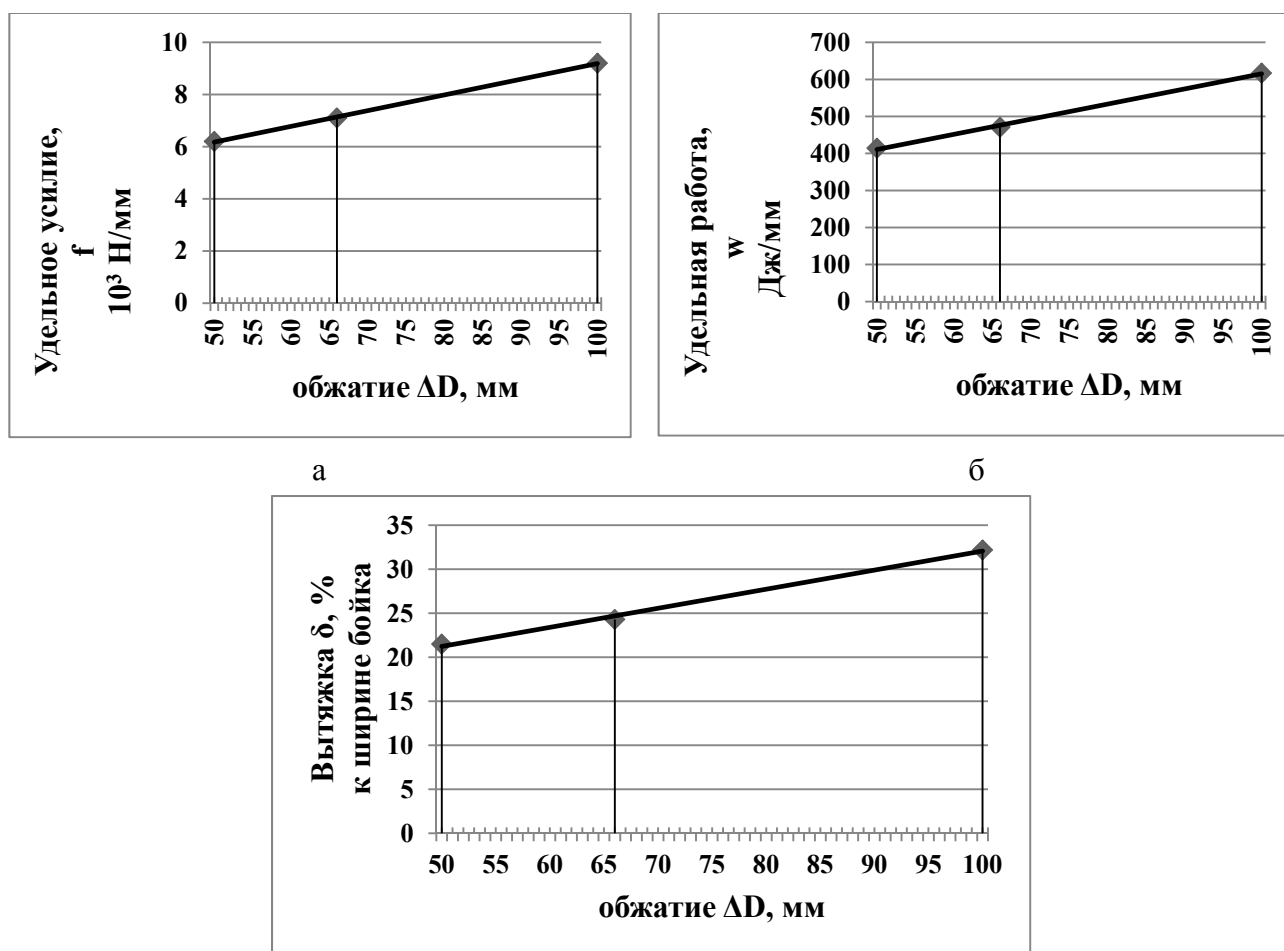 Удельное усилие,
f
10³ Н/мм
10
8
6
4
2
0
50 55 60 65 70 75 80 85 90 95 100
обжатие ΔD, мм
а
Удельная работа,
w
Дж/мм
700
600
500
400
300
200
100
0
50 55 60 65 70 75 80 85 90 95 100
обжатие ΔD, мм
б
Вытяжка δ, %
к ширине бойка
35
30
25
20
15
10
5
0
50 55 60 65 70 75 80 85 90 95 100
обжатие ΔD, мм